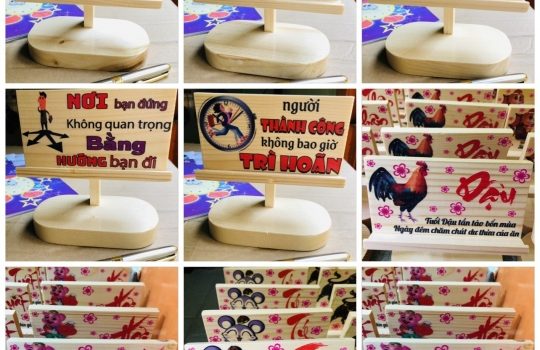 NƠI bạn đứng
Không quan trọng
Bằng
HƯỚNG bạn đi
người
THÀNH CÔNG
không bao giờ
TRÌ HOÃN
Dậu
Tuổi Dậu tần tảo bốn mùa
Ngày đêm chăm chút dư thừa của ăn